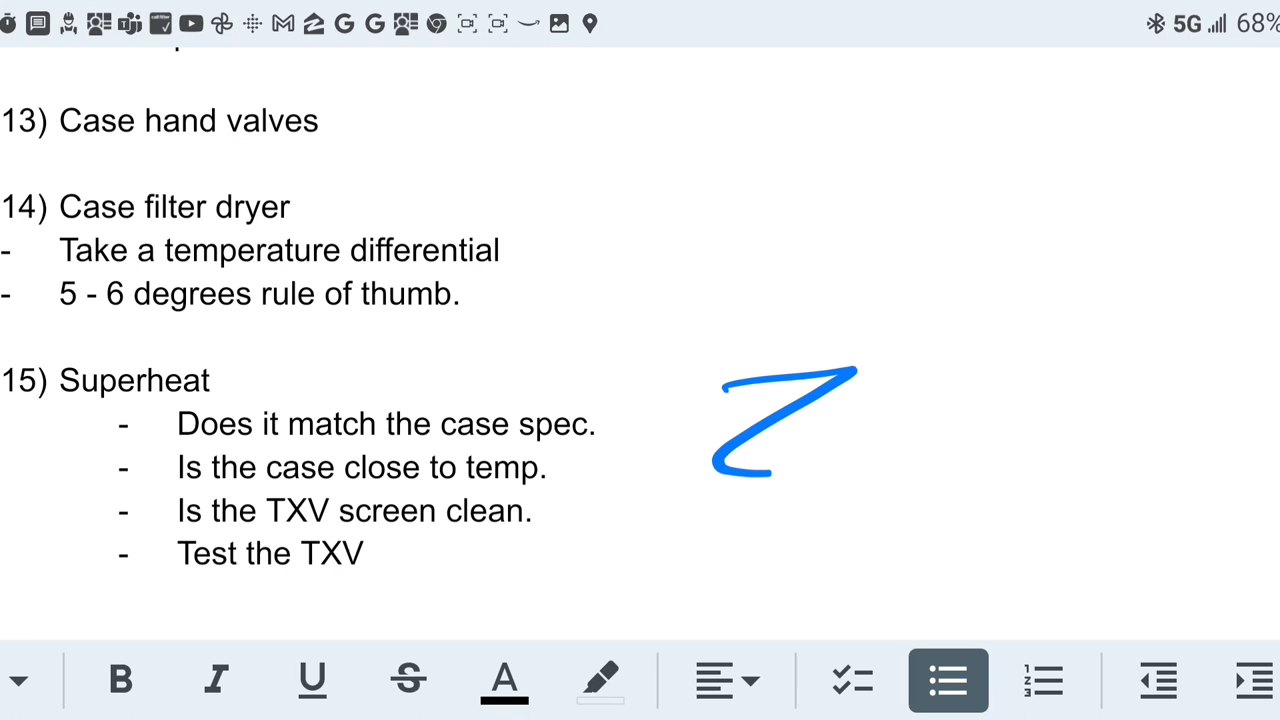 5G 68%
13) Case hand valves
14) Case filter dryer
- Take a temperature differential
- 5 - 6 degrees rule of thumb.
15) Superheat
- Does it match the case spec.
- Is the case close to temp.
- Is the TXV screen clean.
- Test the TXV
Z
B I U S A